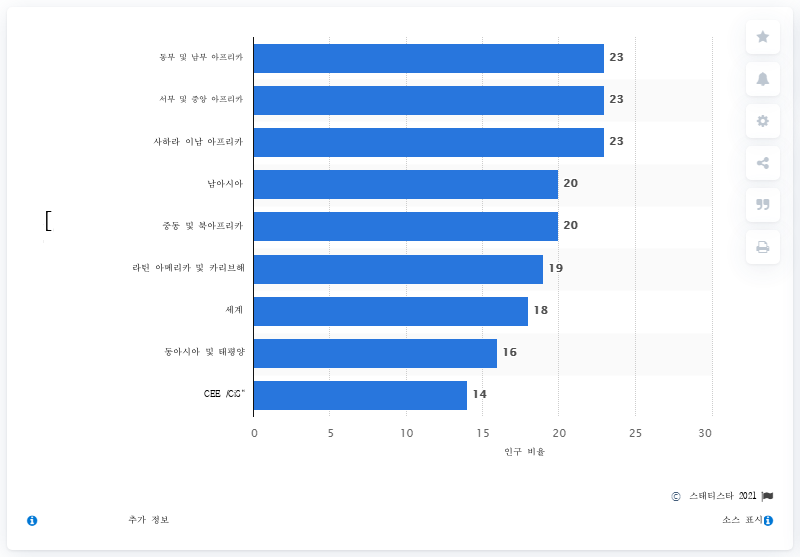 동부 및 남부 아프리카 23
서부 및 중앙 아프리카 23
사하라 이남 아프리카 23
남아시아 20
[
중동 및 북아프리카 20
라틴 아메리카 및 카리브해 19
세계 18
동아시아 및 태평양 16
CEE /CiS" 14
0 5 10 15 20 25 30
인구 비율
© 스태티스타 2021
추가 정보
소스 표시